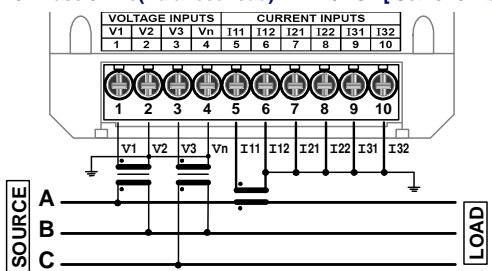 VOLTAGE INPUTS CURRENT INPUTS
V1 V2 V3 Vn I11 I12 I21 I22 I31 I32
1 2 3 4 5 6 7 8 9 10
1 2 3 4 5 6 7 8 9 10
V1 V2 V3 Vn I11 I12 I21 I22 I31 I32
SOURCE
A
B
C
LOAD